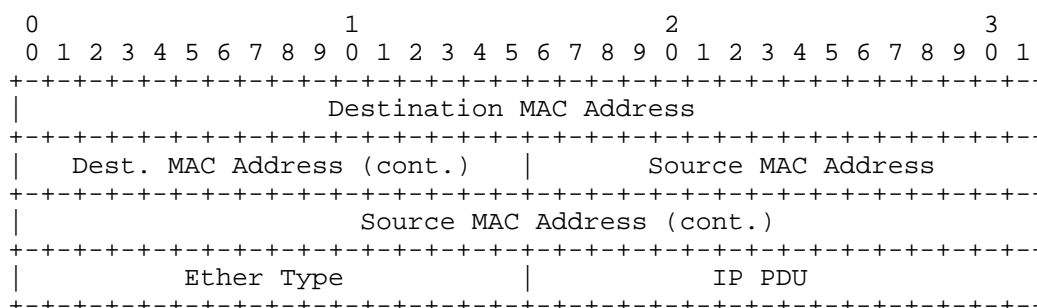 0                   1                   2                   3
 0 1 2 3 4 5 6 7 8 9 0 1 2 3 4 5 6 7 8 9 0 1 2 3 4 5 6 7 8 9 0 1
+-+-+-+-+-+-+-+-+-+-+-+-+-+-+-+-+-+-+-+-+-+-+-+-+-+-+-+-+-+-+-+--
|                   Destination MAC Address
+-+-+-+-+-+-+-+-+-+-+-+-+-+-+-+-+-+-+-+-+-+-+-+-+-+-+-+-+-+-+-+--
|   Dest. MAC Address (cont.)   |       Source MAC Address
+-+-+-+-+-+-+-+-+-+-+-+-+-+-+-+-+-+-+-+-+-+-+-+-+-+-+-+-+-+-+-+--
|                     Source MAC Address (cont.)
+-+-+-+-+-+-+-+-+-+-+-+-+-+-+-+-+-+-+-+-+-+-+-+-+-+-+-+-+-+-+-+--
|          Ether Type           |           IP PDU
+-+-+-+-+-+-+-+-+-+-+-+-+-+-+-+-+-+-+-+-+-+-+-+-+-+-+-+-+-+-+-+--